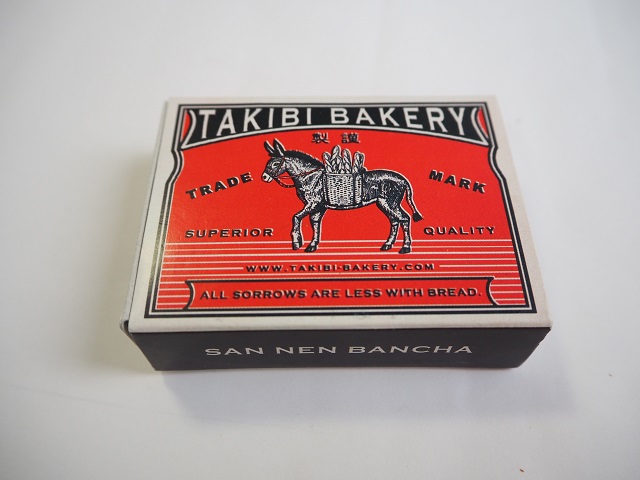 TAKIBI BAKERY
製謹
TRADE MARK
SUPERIOR QUALITY
WWW.TAKIBI-BAKERY.COM
ALL SORROWS ARE LESS WITH BREAD.
SAN NEN BANCHA